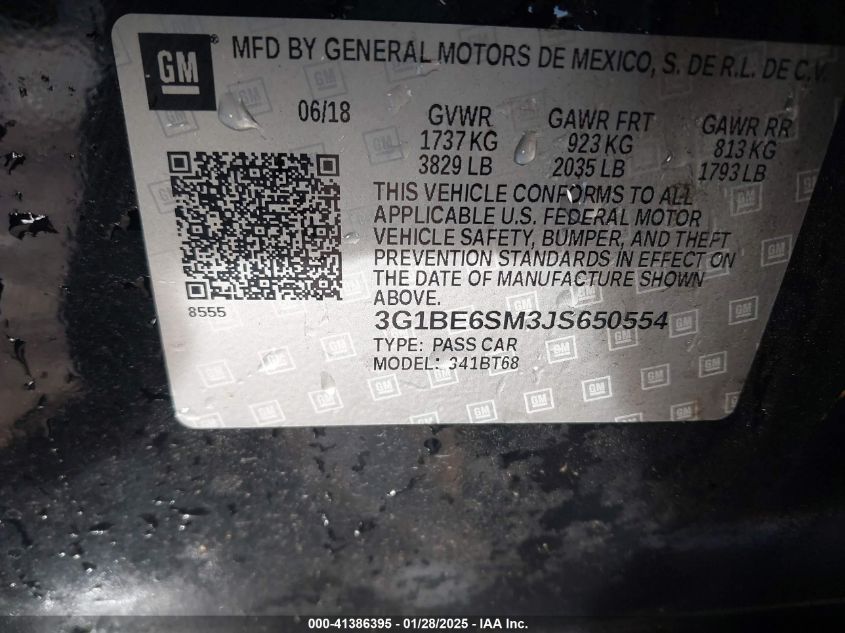 GM
MFD BY GENERAL MOTORS DE MEXICO, S. DE R.L. DE C.V.
06/18
GVWR
1737 KG
3829 LB
GAWR FRT
923 KG
2035 LB
GAWR RR
813 KG
1793 LB
THIS VEHICLE CONFORMS TO ALL
APPLICABLE U.S. FEDERAL MOTOR
VEHICLE SAFETY, BUMPER, AND THEFT
PREVENTION STANDARDS IN EFFECT ON
THE DATE OF MANUFACTURE SHOWN
ABOVE.
8555
3G1BE6SM3JS650554
TYPE: PASS CAR
MODEL: 341BT68
000-41386395 - 01/28/2025 - IAA Inc.